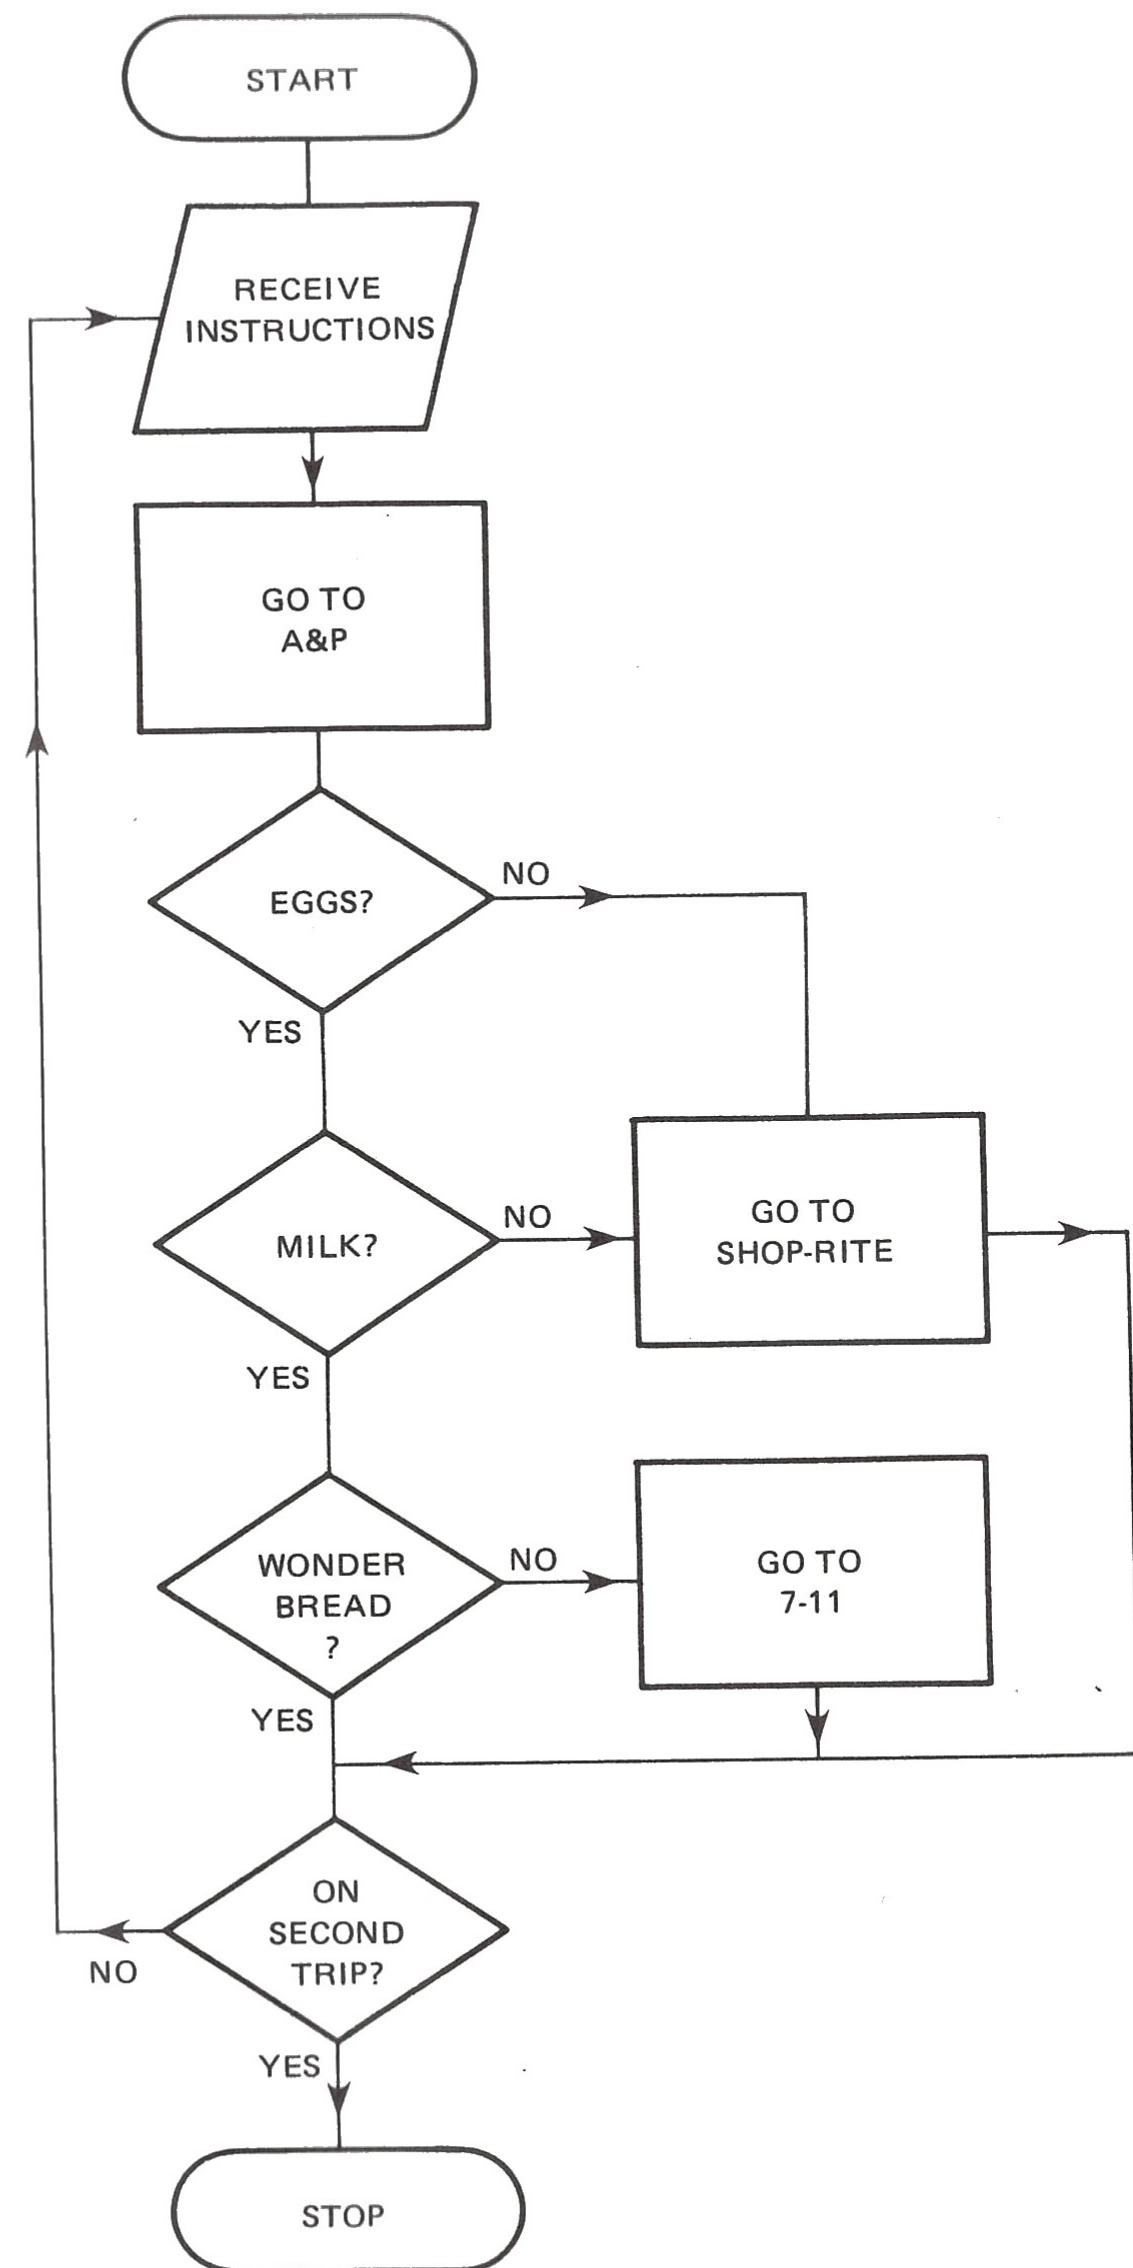 START
RECEIVE
INSTRUCTIONS
GO TO
A&P
EGGS?
NO
YES
MILK?
NO
GO TO
SHOP-RITE
YES
WONDER
BREAD
?
NO
GO TO
7-11
YES
ON
SECOND
TRIP?
NO
YES
STOP